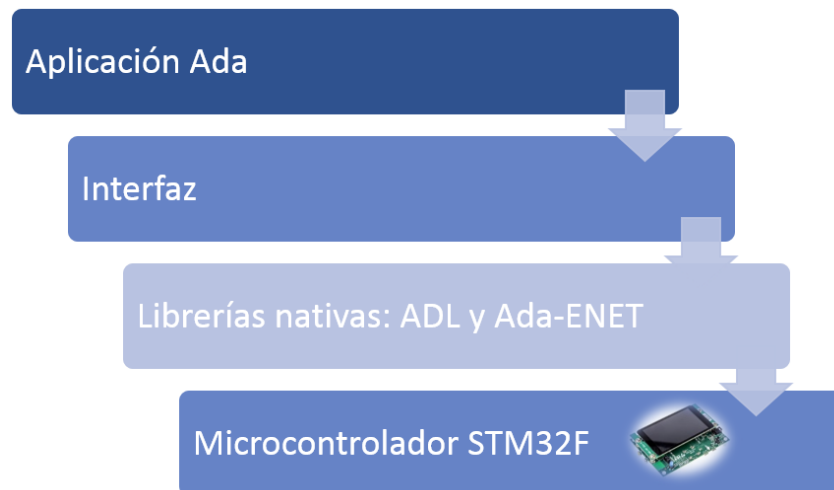 Aplicación Ada
Interfaz
Librerías nativas: ADL y Ada-ENET
Microcontrolador STM32F